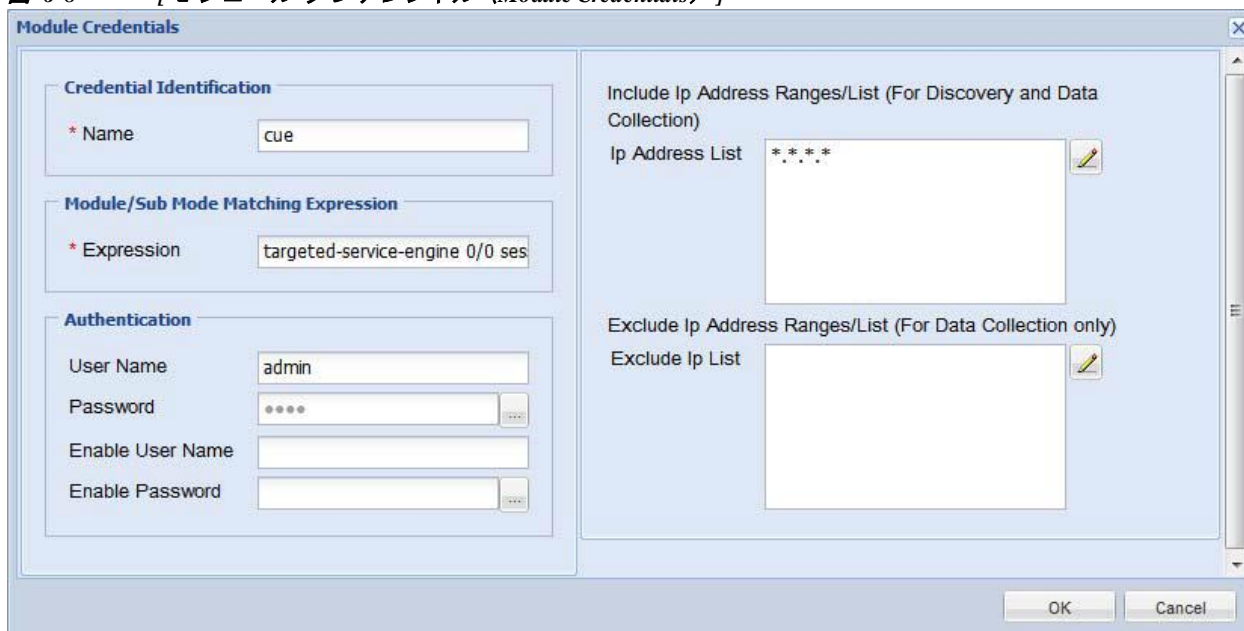 Module Credentials
Credential Identification
* Name
cue
Module/Sub Mode Matching Expression
* Expression
targeted-service-engine 0/0 ses
Authentication
User Name
admin
Password
••••
...
Enable User Name
Enable Password
...
Include Ip Address Ranges/List (For Discovery and Data
Collection)
Ip Address List
*.*.*.*
Exclude Ip Address Ranges/List (For Data Collection only)
Exclude Ip List
OK
Cancel